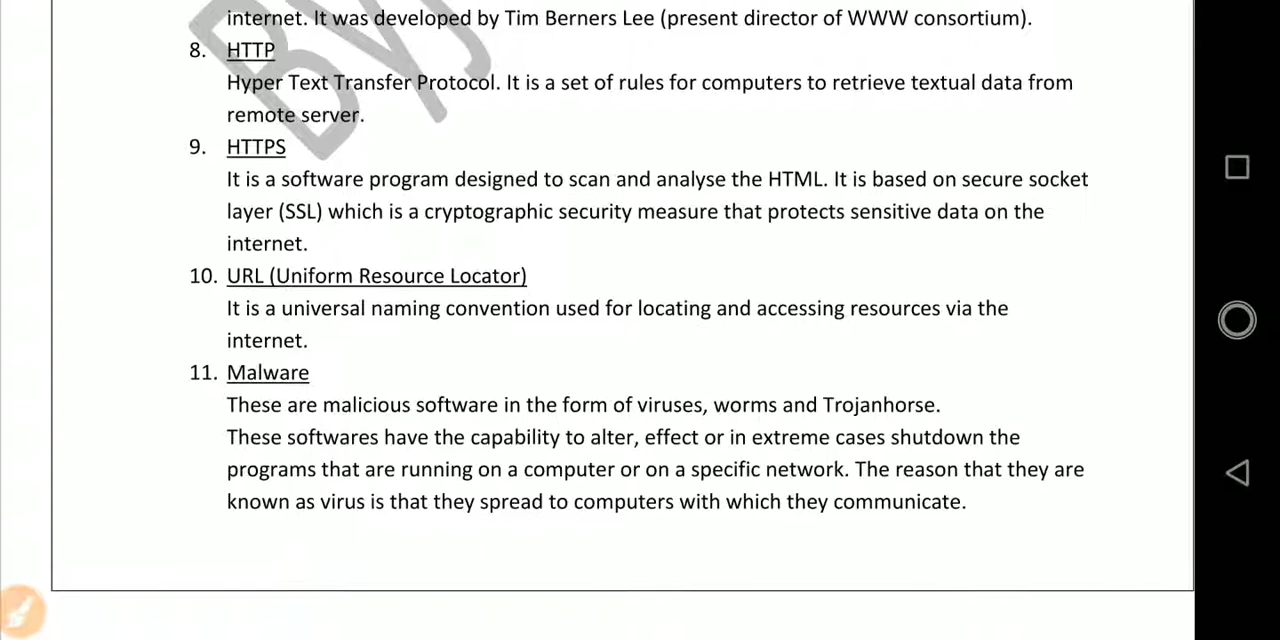 internet. It was developed by Tim Berners Lee (present director of WWW consortium).
8. HTTP
Hyper Text Transfer Protocol. It is a set of rules for computers to retrieve textual data from
remote server.
9. HTTPS
It is a software program designed to scan and analyse the HTML. It is based on secure socket
layer (SSL) which is a cryptographic security measure that protects sensitive data on the
internet.
10. URL (Uniform Resource Locator)
It is a universal naming convention used for locating and accessing resources via the
internet.
11. Malware
These are malicious software in the form of viruses, worms and Trojanhorse.
These softwares have the capability to alter, effect or in extreme cases shutdown the
programs that are running on a computer or on a specific network. The reason that they are
known as virus is that they spread to computers with which they communicate.